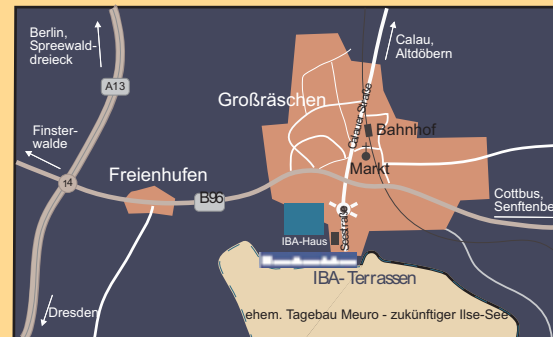 Berlin,
Spreewald-
dreieck
A13
Calau,
Altdöbern
Großräschen
Calauer Straße
Bahnhof
Markt
Finster-
walde
14
Freienhufen
B96
Cottbus,
Senftenbe
Seestraße
IBA-Haus
IBA-Terrassen
Dresden
ehem. Tagebau Meuro - zukünftiger Ilse-See